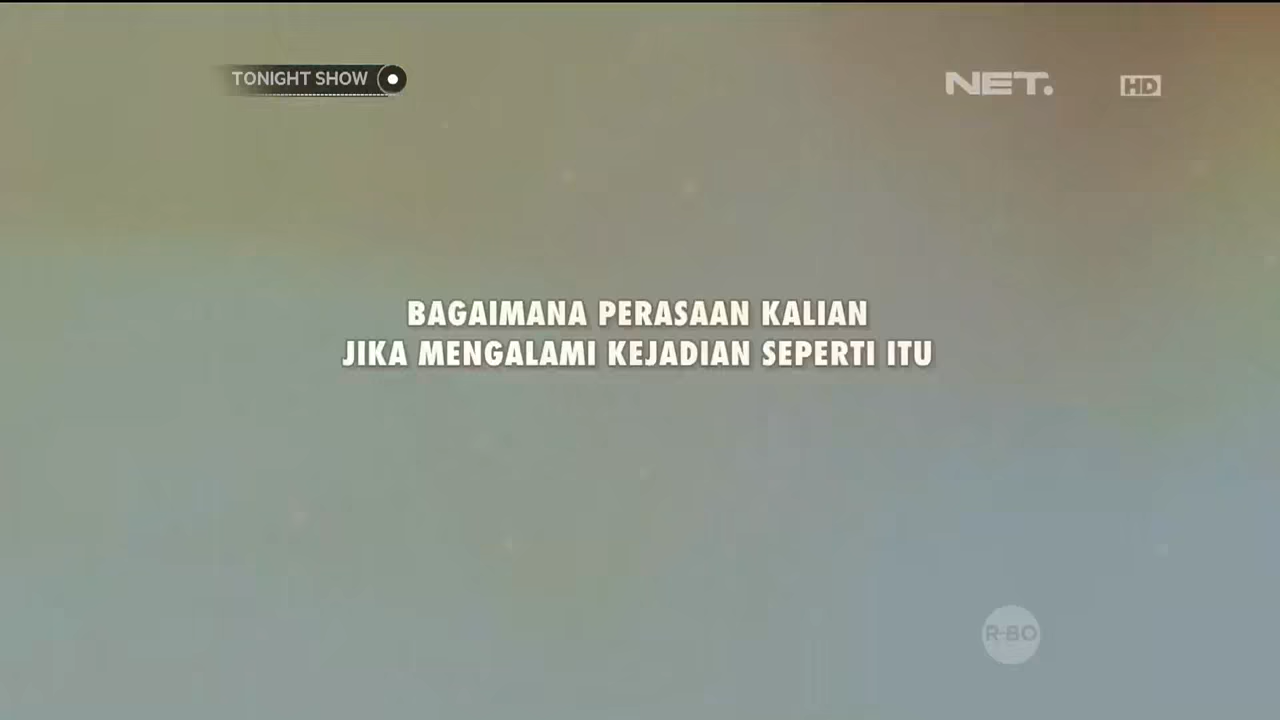 TONIGHT SHOW
NET.
HD
BAGAIMANA PERASAAN KALIAN
JIKA MENGALAMI KEJADIAN SEPERTI ITU
R-BO